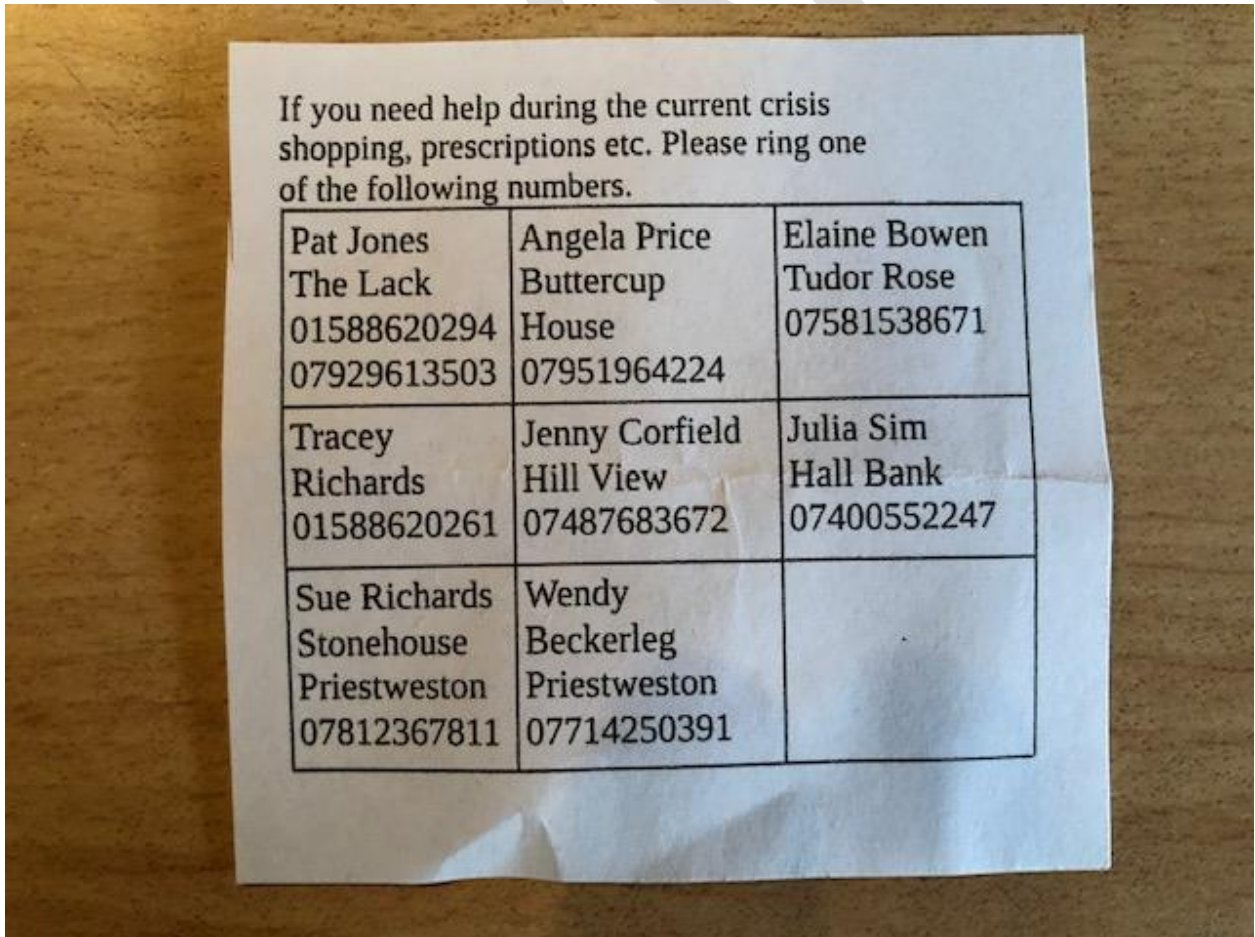 If you need help during the current crisis
shopping, prescriptions etc. Please ring one
of the following numbers.
Pat Jones
The Lack
01588620294
07929613503
Angela Price
Buttercup
House
07951964224
Elaine Bowen
Tudor Rose
07581538671
Tracey
Richards
01588620261
Jenny Corfield
Hill View
07487683672
Julia Sim
Hall Bank
07400552247
Sue Richards
Stonehouse
Priestweston
07812367811
Wendy
Beckerleg
Priestweston
07714250391